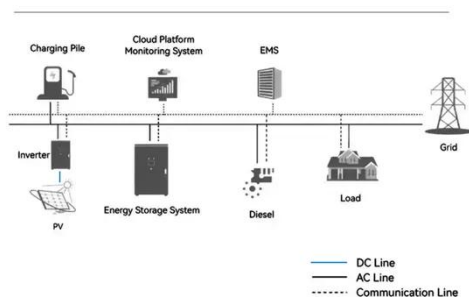 Charging Pile
Cloud Platform
Monitoring System
EMS
Grid
Inverter
PV
Energy Storage System
Diesel
Load
DC Line
AC Line
Communication Line